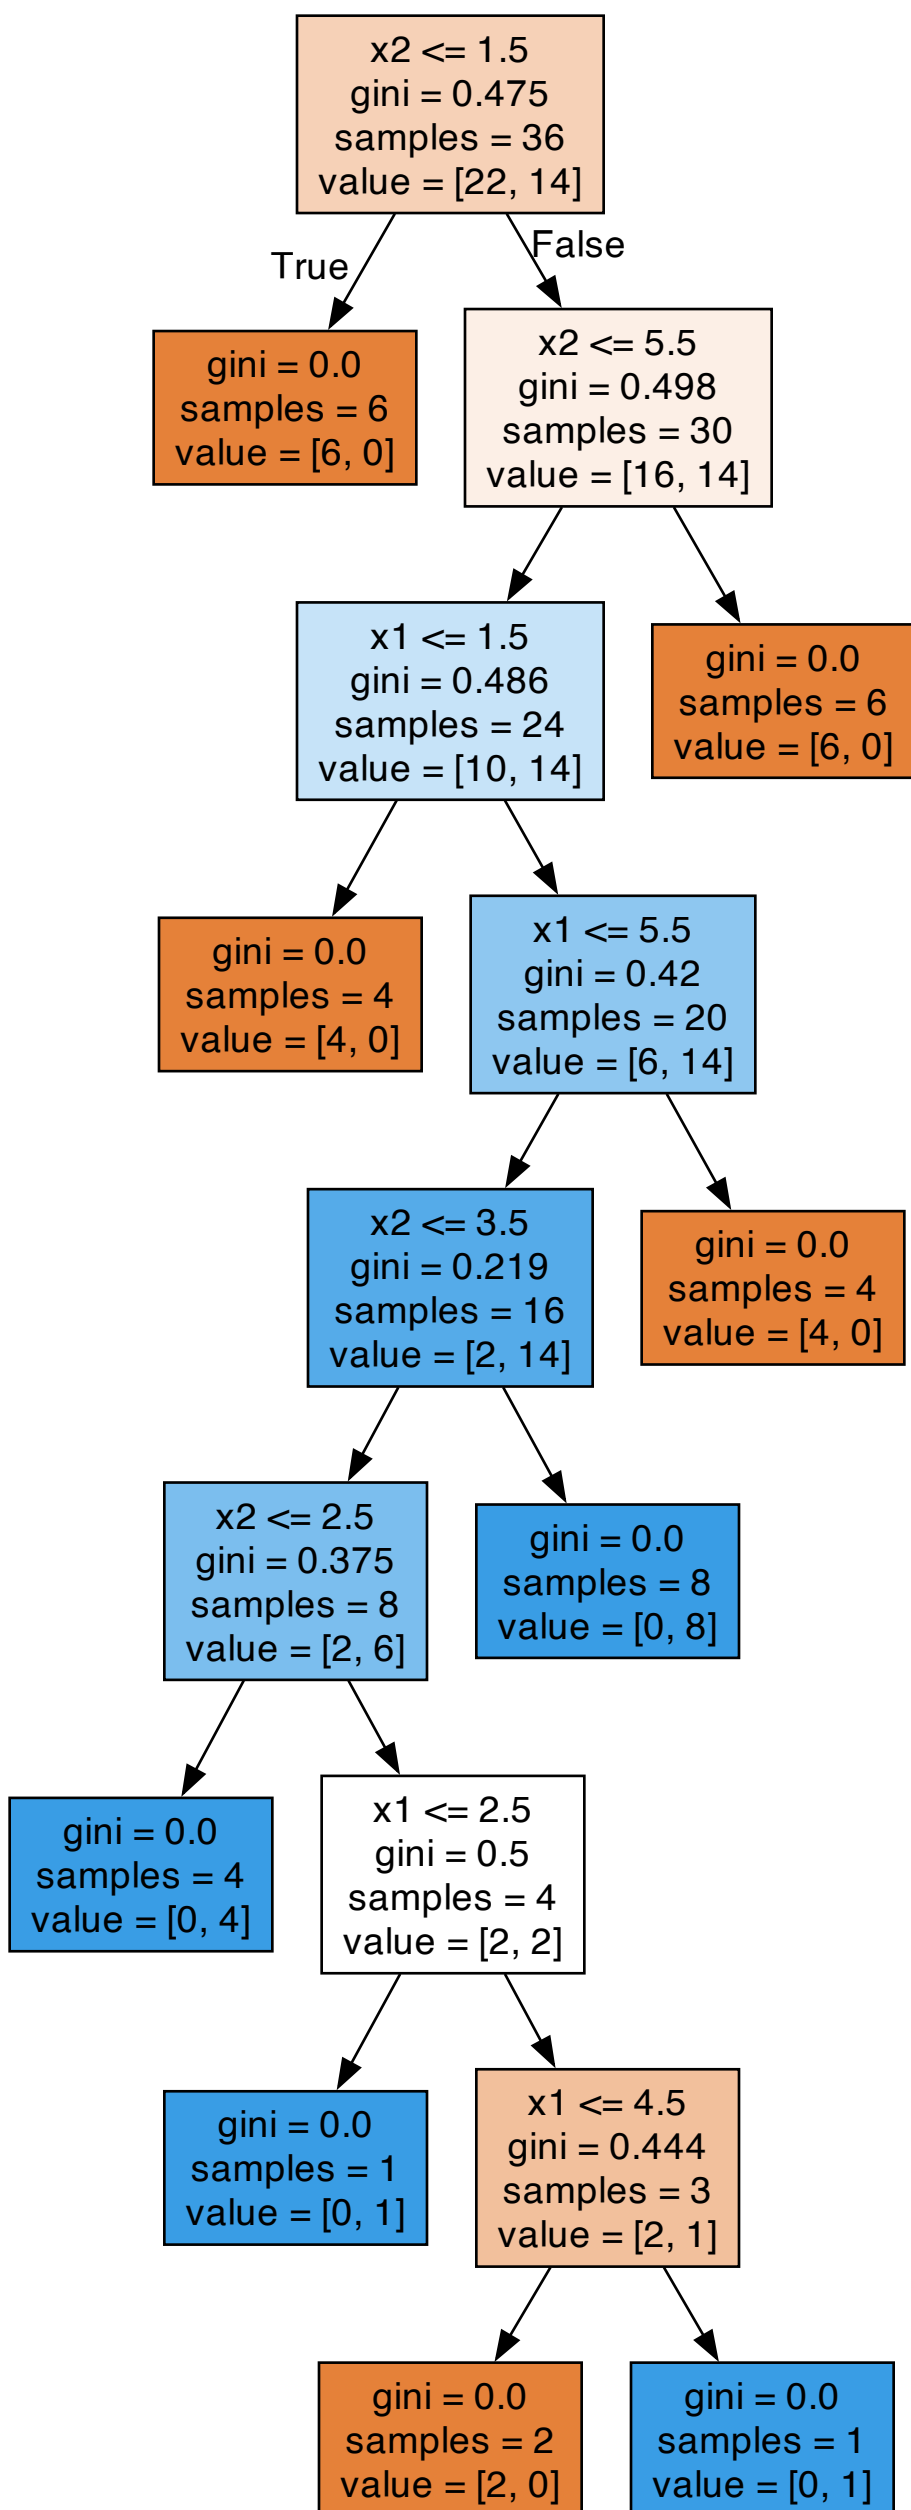 x2 <= 1.5
gini = 0.475
samples = 36
value = [22, 14]
True
False
gini = 0.0
samples = 6
value = [6, 0]
x2 <= 5.5
gini = 0.498
samples = 30
value = [16, 14]
x1 <= 1.5
gini = 0.486
samples = 24
value = [10, 14]
gini = 0.0
samples = 6
value = [6, 0]
gini = 0.0
samples = 4
value = [4, 0]
x1 <= 5.5
gini = 0.42
samples = 20
value = [6, 14]
x2 <= 3.5
gini = 0.219
samples = 16
value = [2, 14]
gini = 0.0
samples = 4
value = [4, 0]
x2 <= 2.5
gini = 0.375
samples = 8
value = [2, 6]
gini = 0.0
samples = 8
value = [0, 8]
gini = 0.0
samples = 4
value = [0, 4]
x1 <= 2.5
gini = 0.5
samples = 4
value = [2, 2]
gini = 0.0
samples = 1
value = [0, 1]
x1 <= 4.5
gini = 0.444
samples = 3
value = [2, 1]
gini = 0.0
samples = 2
value = [2, 0]
gini = 0.0
samples = 1
value = [0, 1]